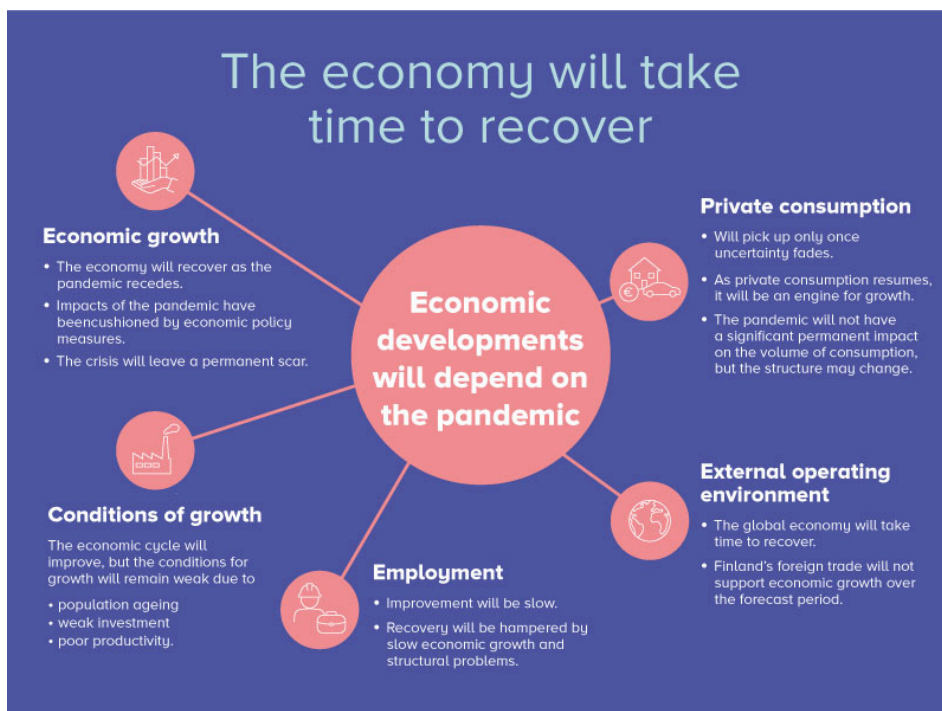 The economy will take
time to recover
Economic growth
• The economy will recover as the
pandemic recedes.
• Impacts of the pandemic have
beencushioned by economic policy
measures.
• The crisis will leave a permanent scar.
Conditions of growth
The economic cycle will
improve, but the conditions for
growth will remain weak due to
• population ageing
• weak investment
• poor productivity.
Economic
developments
will depend on
the pandemic
Employment
• Improvement will be slow.
• Recovery will be hampered by
slow economic growth and
structural problems.
Private consumption
• Will pick up only once
uncertainty fades.
• As private consumption resumes,
it will be an engine for growth.
• The pandemic will not have
a significant permanent impact
on the volume of consumption,
but the structure may change.
€
External operating
environment
• The global economy will take
time to recover.
• Finland's foreign trade will not
support economic growth over
the forecast period.